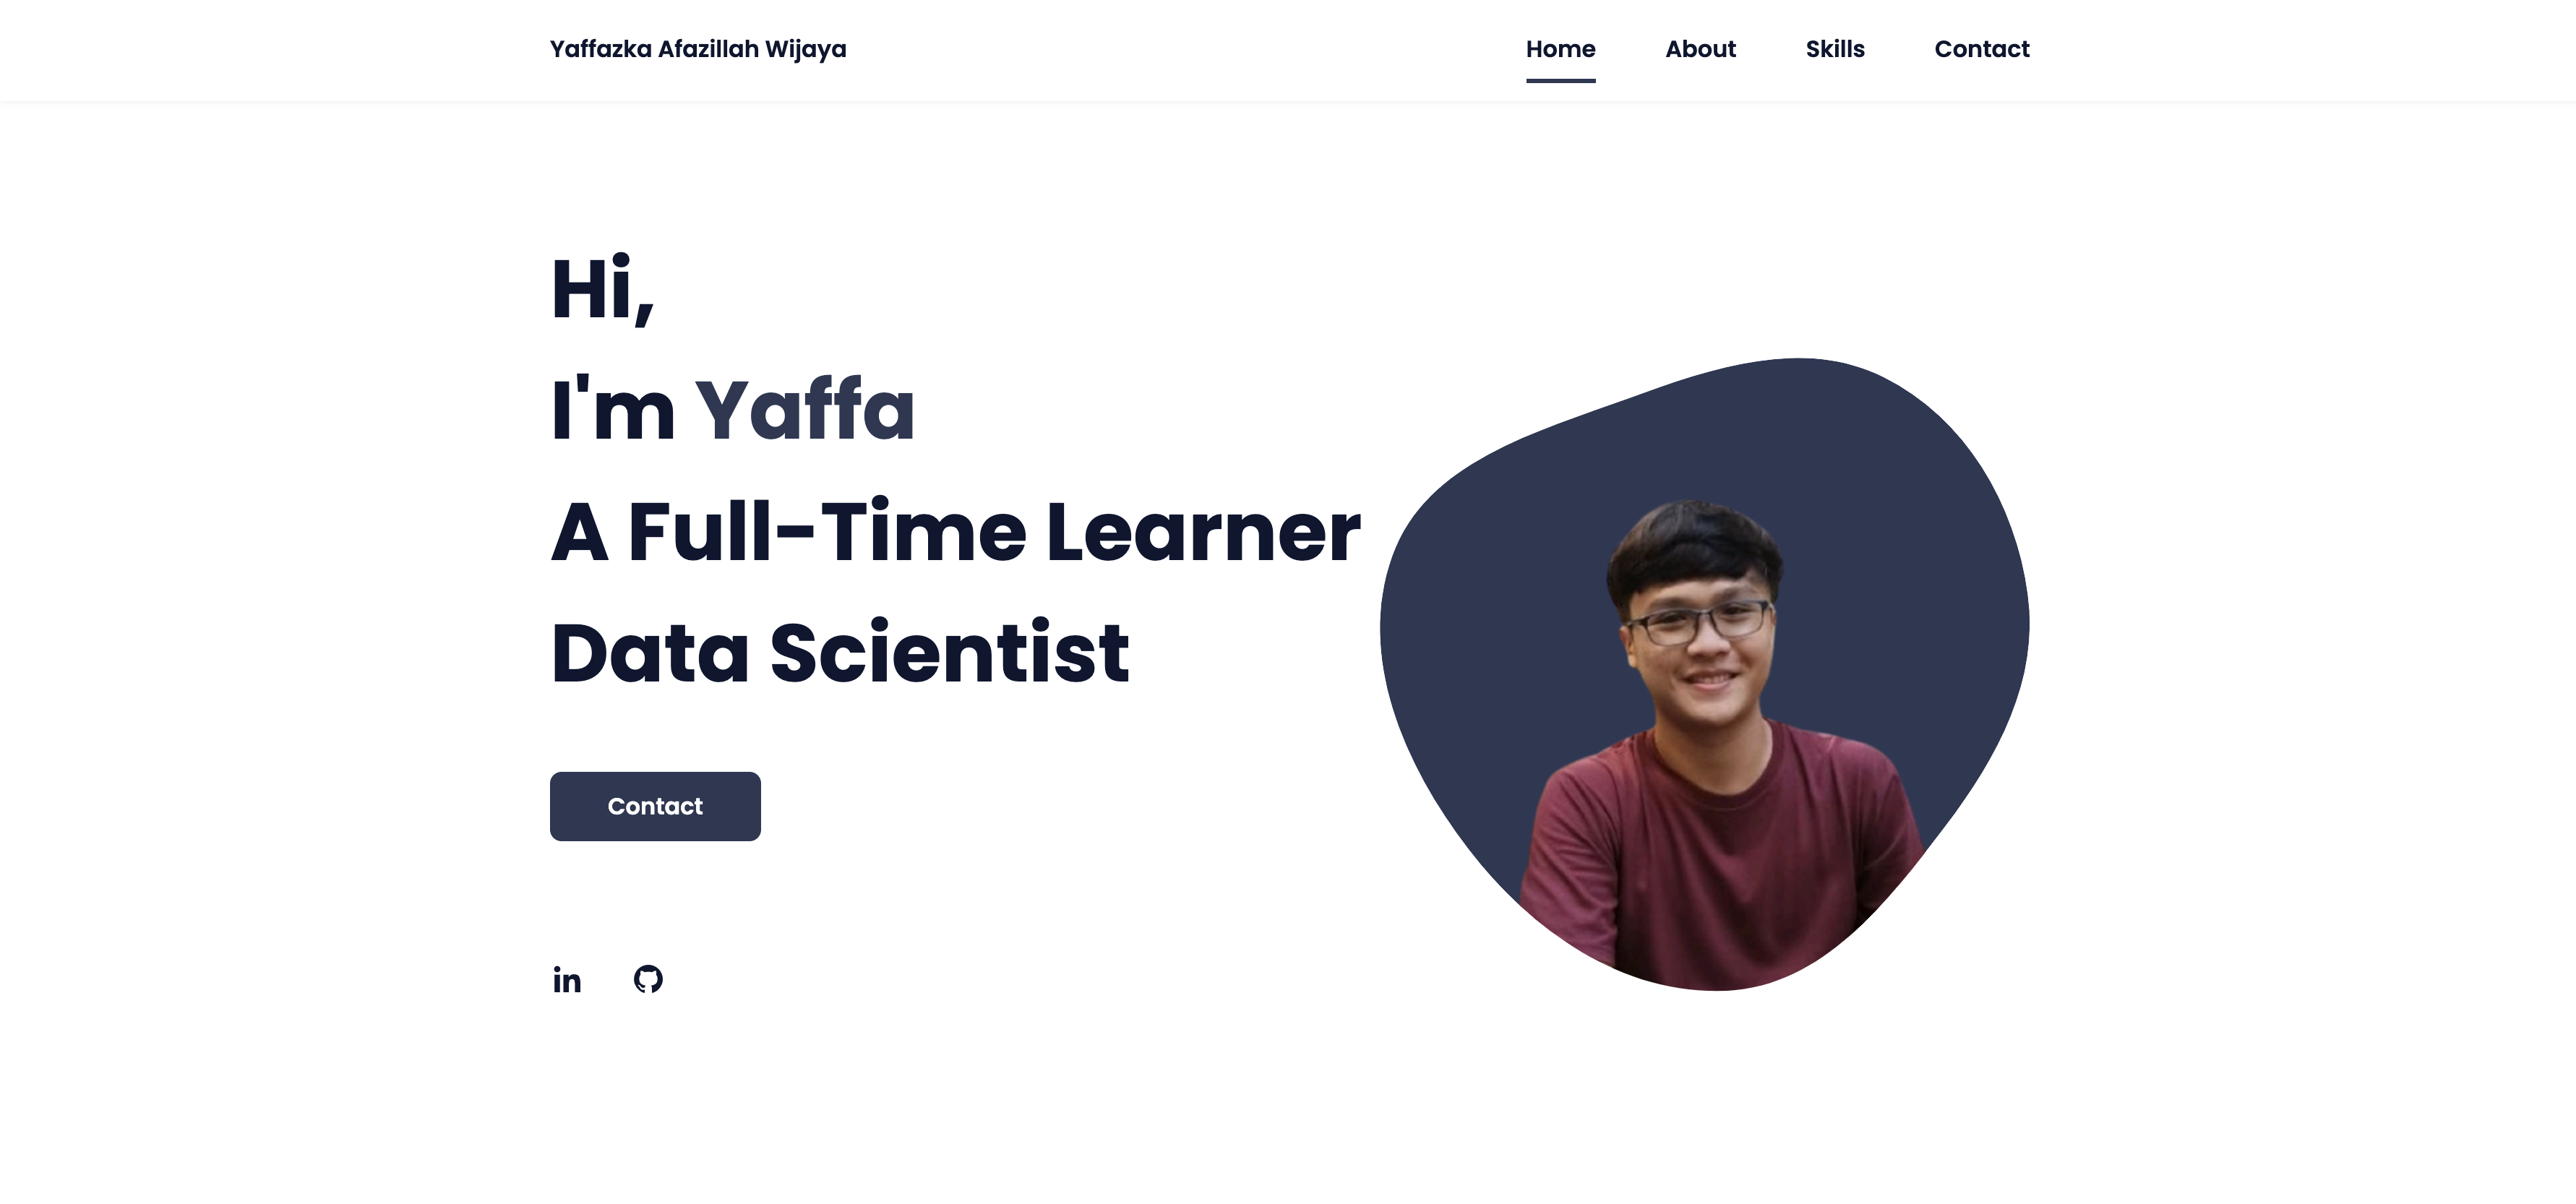 Yaffazka Afazillah Wijaya
Home About Skills Contact
Hi,
I'm Yaffa
A Full-Time Learner
Data Scientist
Contact
in